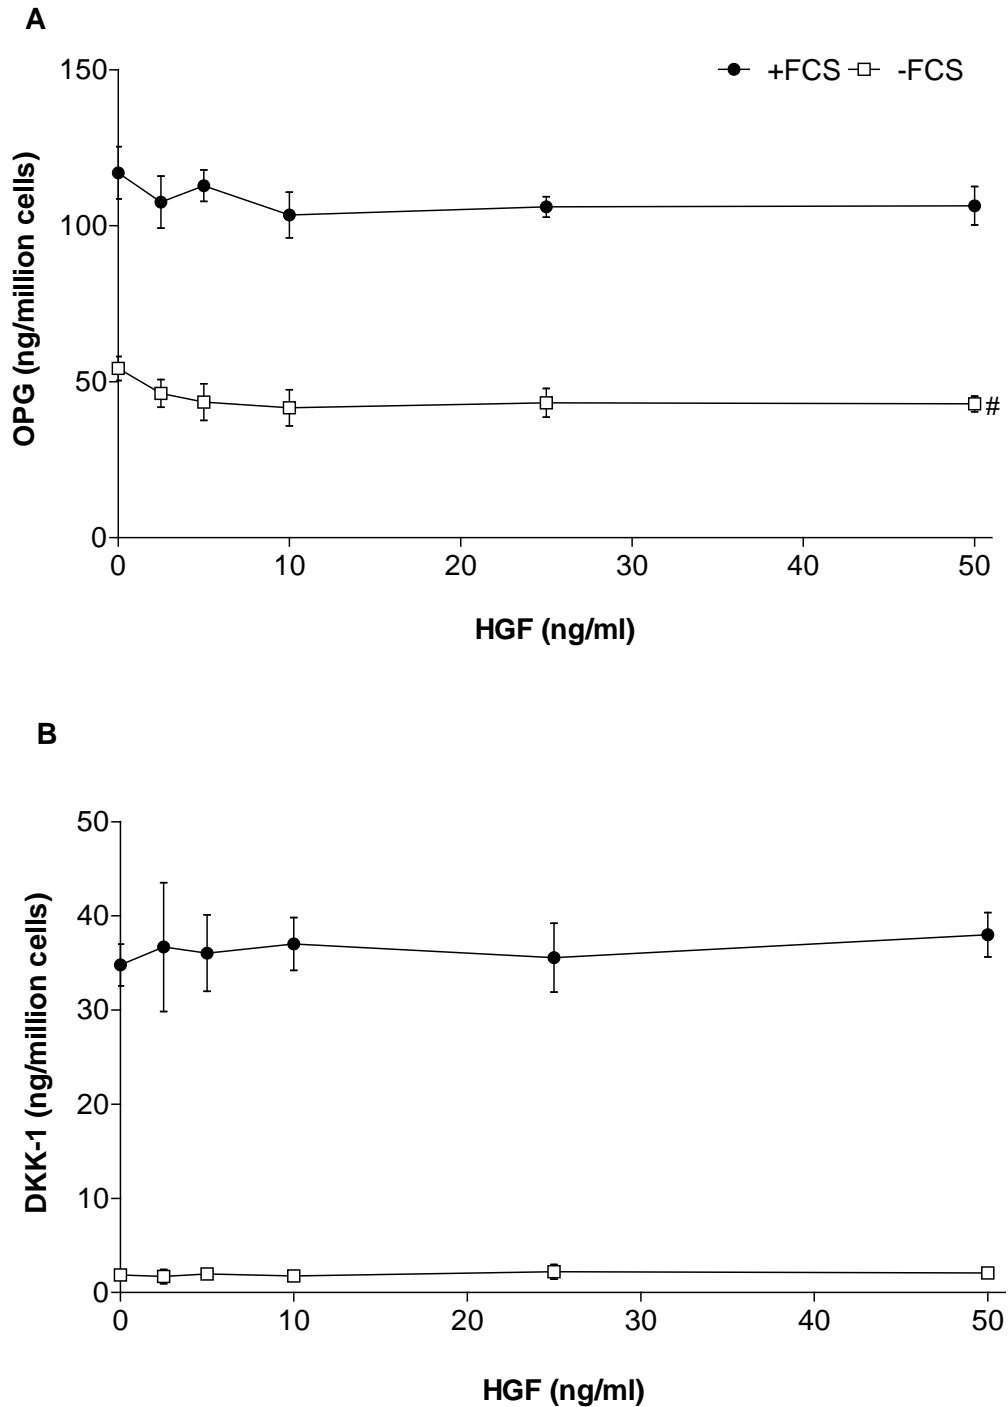 A
+FCS -FCS
150
100
50
0
OPG (ng/million cells)
#
0 10 20 30 40 50
HGF (ng/ml)
B
50
40
30
20
10
0
DKK-1 (ng/million cells)
0 10 20 30 40 50
HGF (ng/ml)